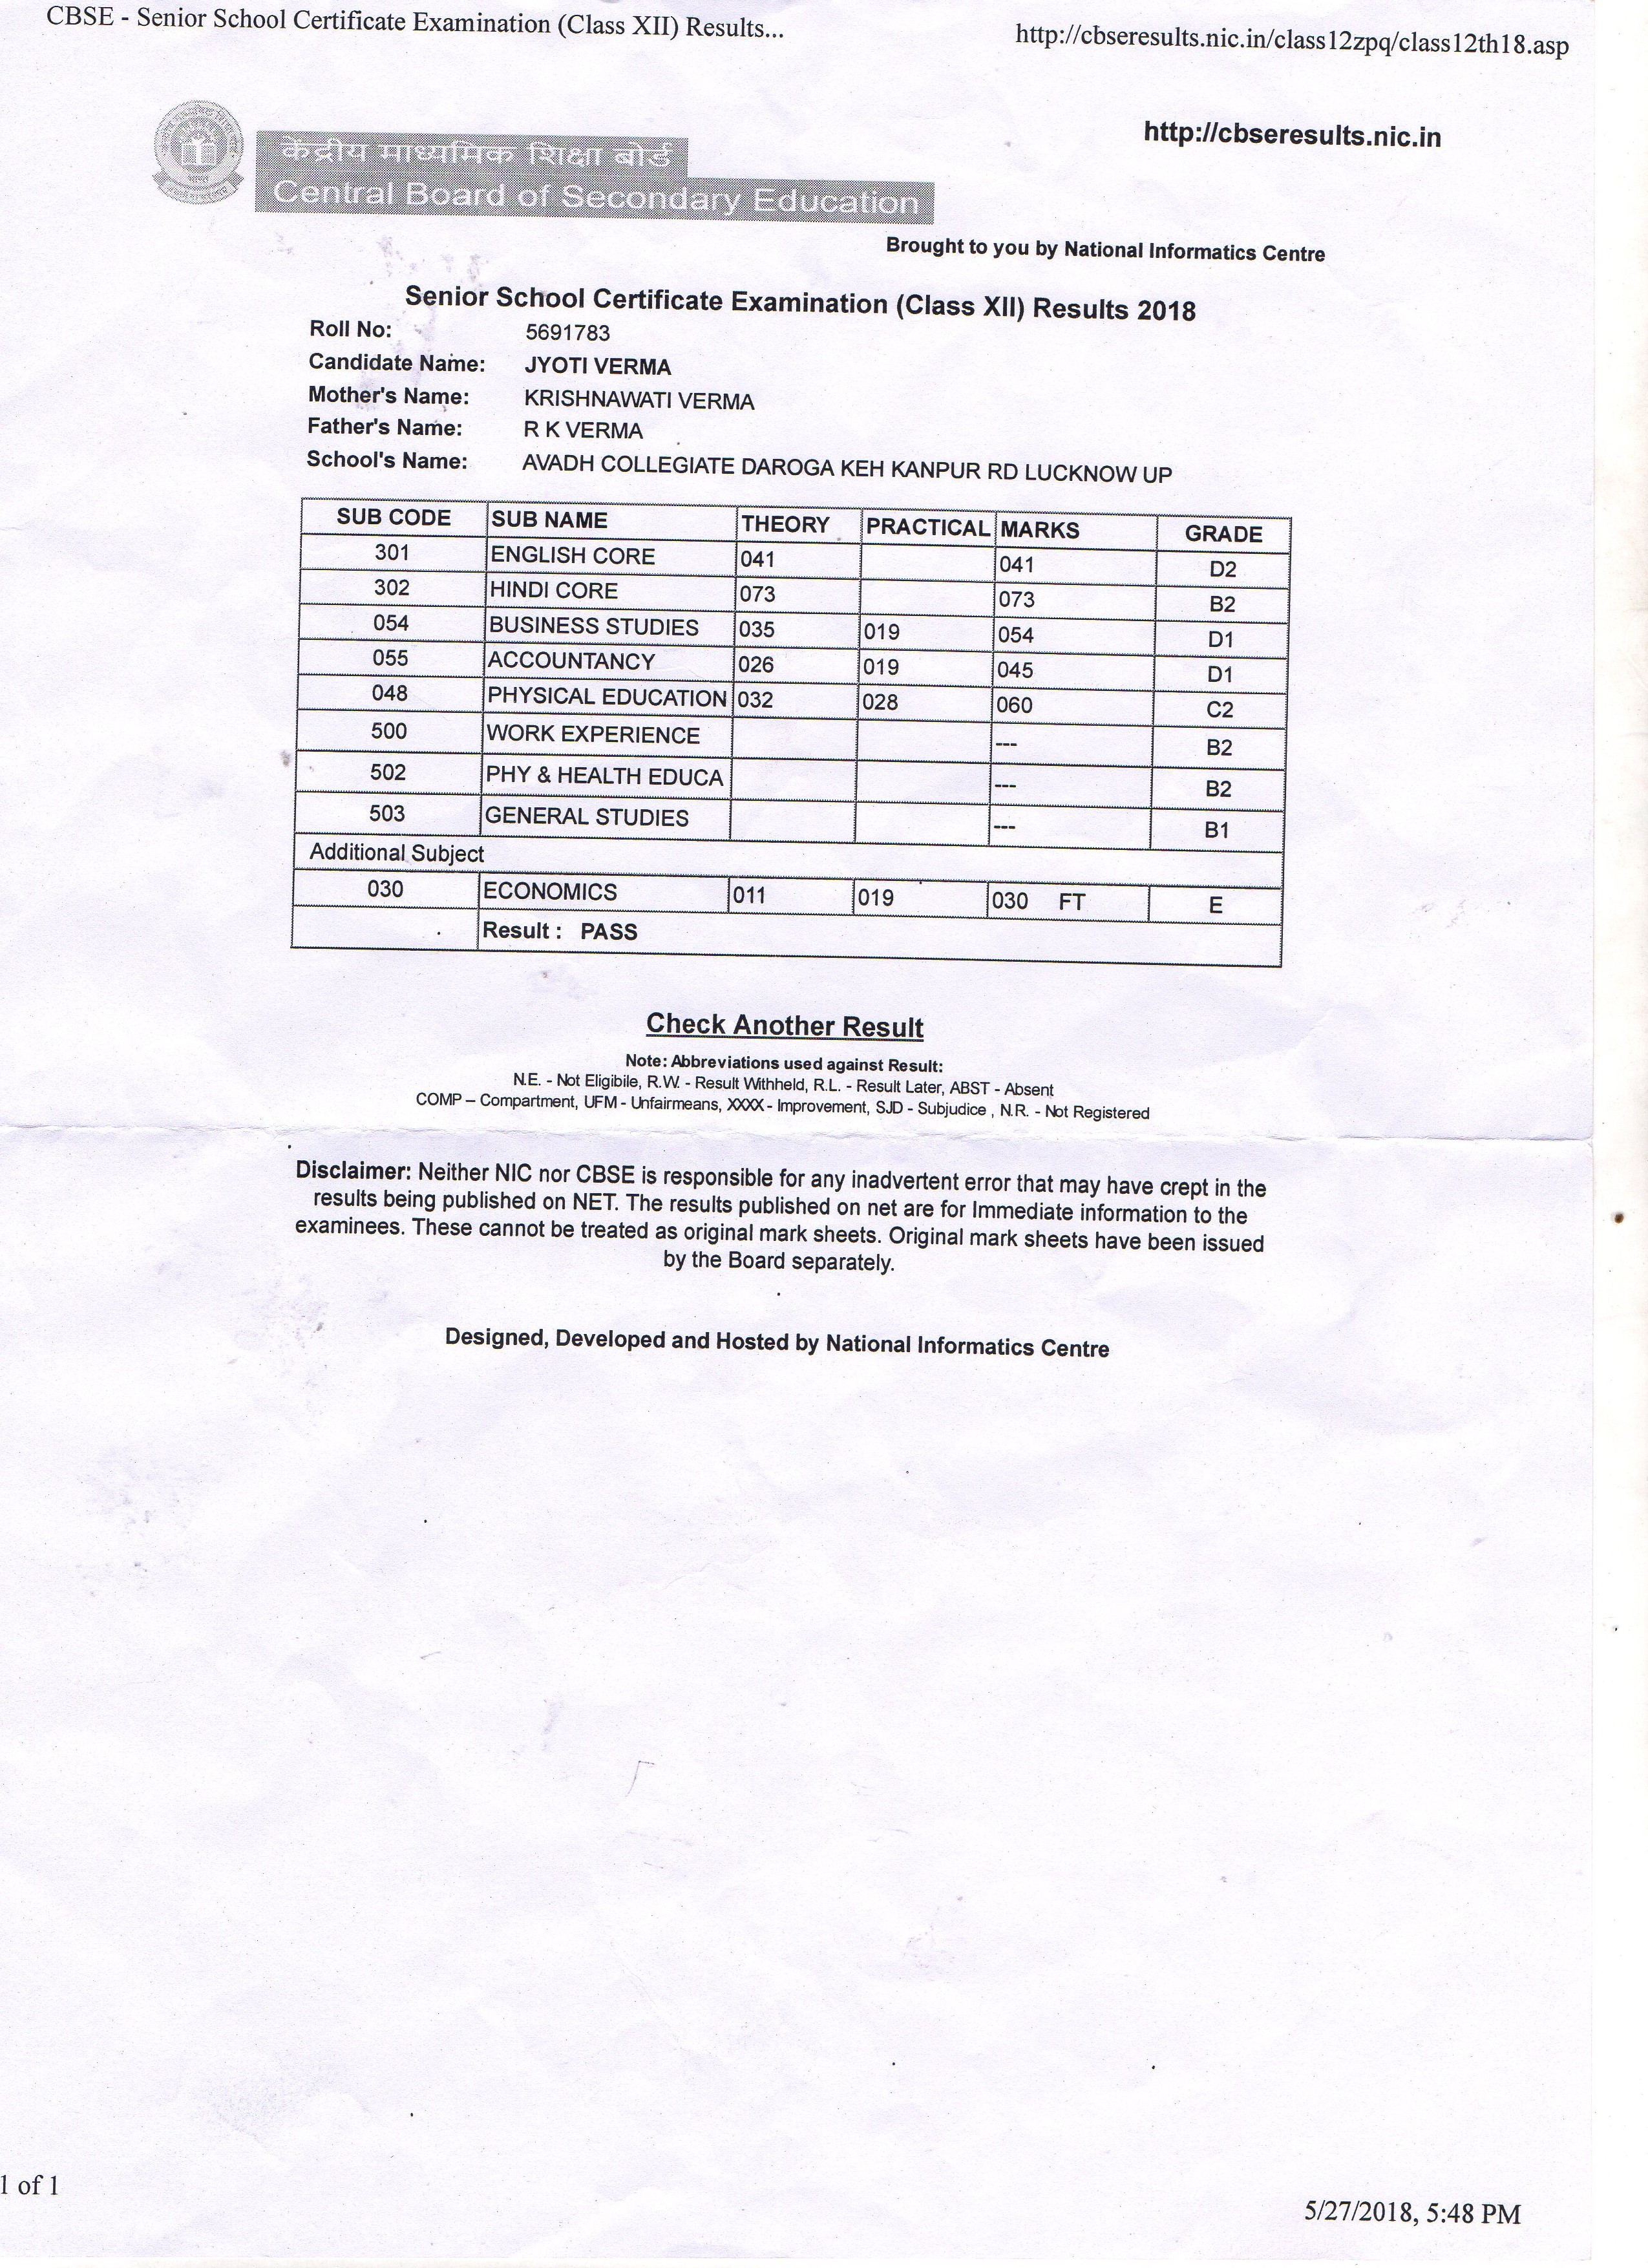 CBSE - Senior School Certificate Examination (Class XII) Results...
http://cbseresults.nic.in/class12zpq/class12th18.asp
http://cbseresults.nic.in
केंद्रीय माध्यमिक शिक्षा बोर्ड
Central Board of Secondary Education
Brought to you by National Informatics Centre
Senior School Certificate Examination (Class XII) Results 2018
Roll No: 5691783
Candidate Name: JYOTI VERMA
Mother's Name: KRISHNAWATI VERMA
Father's Name: R K VERMA
School's Name: AVADH COLLEGIATE DAROGA KEH KANPUR RD LUCKNOW UP
SUB CODE SUB NAME THEORY PRACTICAL MARKS GRADE
301 ENGLISH CORE 041 041 D2
302 HINDI CORE 073 073 B2
054 BUSINESS STUDIES 035 019 054 D1
055 ACCOUNTANCY 026 019 045 D1
048 PHYSICAL EDUCATION 032 028 060 C2
500 WORK EXPERIENCE --- B2
502 PHY & HEALTH EDUCA --- B2
503 GENERAL STUDIES --- B1
Additional Subject
030 ECONOMICS 011 019 030 FT E
Result : PASS
Check Another Result
Note: Abbreviations used against Result:
N.E. - Not Eligibile, R.W. - Result Withheld, R.L. - Result Later, ABST - Absent
COMP – Compartment, UFM - Unfairmeans, XXXX - Improvement, SJD - Subjudice , N.R. - Not Registered
Disclaimer: Neither NIC nor CBSE is responsible for any inadvertent error that may have crept in the
results being published on NET. The results published on net are for Immediate information to the
examinees. These cannot be treated as original mark sheets. Original mark sheets have been issued
by the Board separately.
Designed, Developed and Hosted by National Informatics Centre
1 of 1
5/27/2018, 5:48 PM